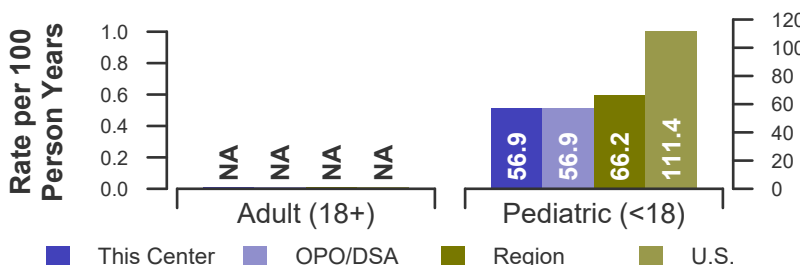 Rate per 100
Person Years
1.0
0.8
0.6
0.4
0.2
0.0
NA NA NA NA
56.9 56.9 66.2 111.4
120
100
80
60
40
20
0
Adult (18+) Pediatric (<18)
This Center OPO/DSA Region U.S.